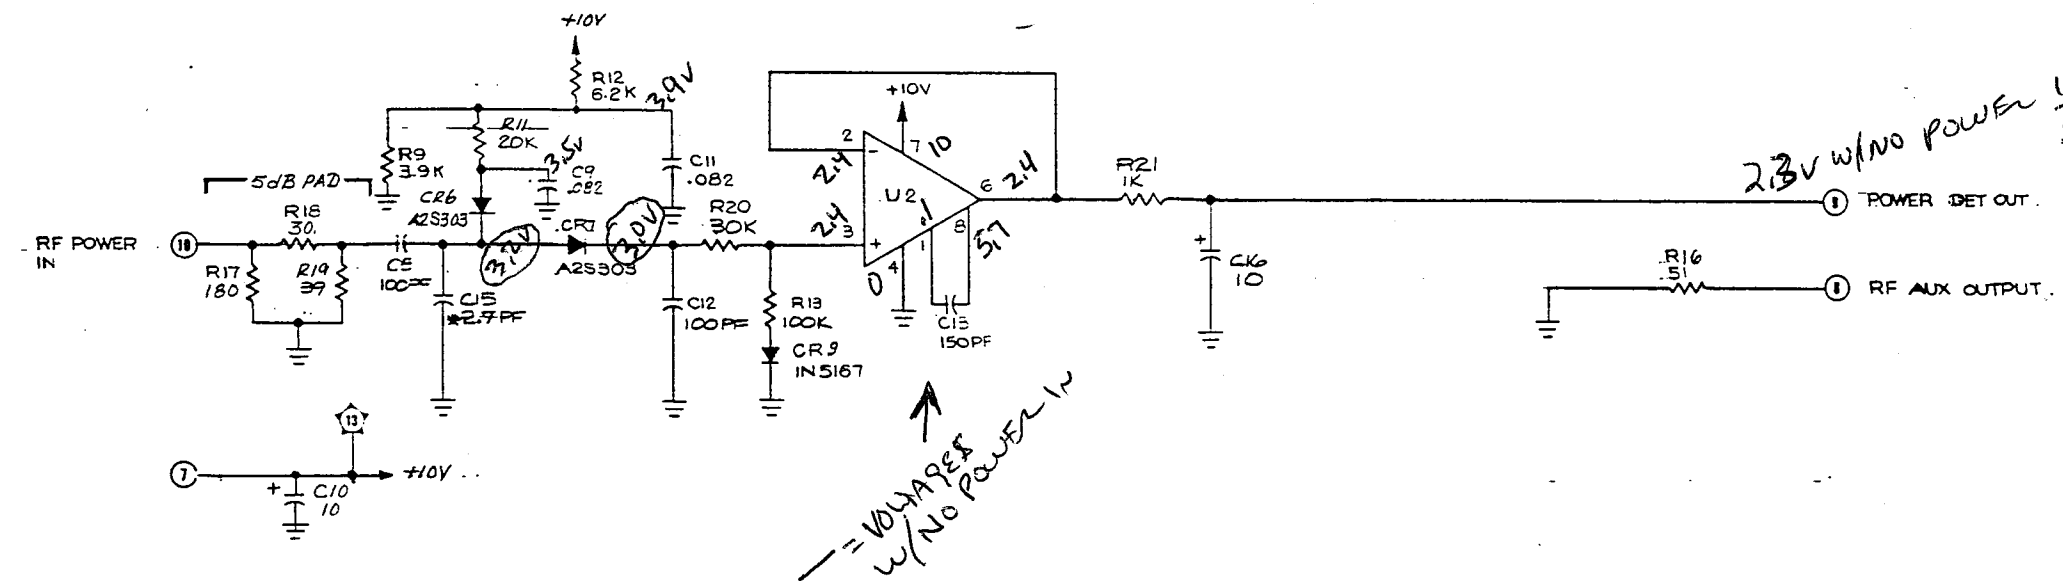 +10V
R12
6.2K
3.9V
R11
20K
3.5V
R9
3.9K
C9
.082
C11
.082
5dB PAD
CR6
A2S303
R18
30
RF POWER
IN
10
R17
180
R19
39
C5
100PF
C15
*2.7PF
3.2V
CR7
A2S303
3.0V
R20
30K
C12
100PF
R13
100K
CR9
1N5167
+10V
2
-
7
10
2.4
U2
6
2.4
2.4
3
+
.1
0
4
1
8
5.7
C13
150PF
R21
1K
+
10
2.3V W/NO POWER
POWER DET OUT.
R16
51
8
RF AUX OUTPUT.
13
7
+10V
+
C10
10
= VOLTAGES
W/NO POWER IN